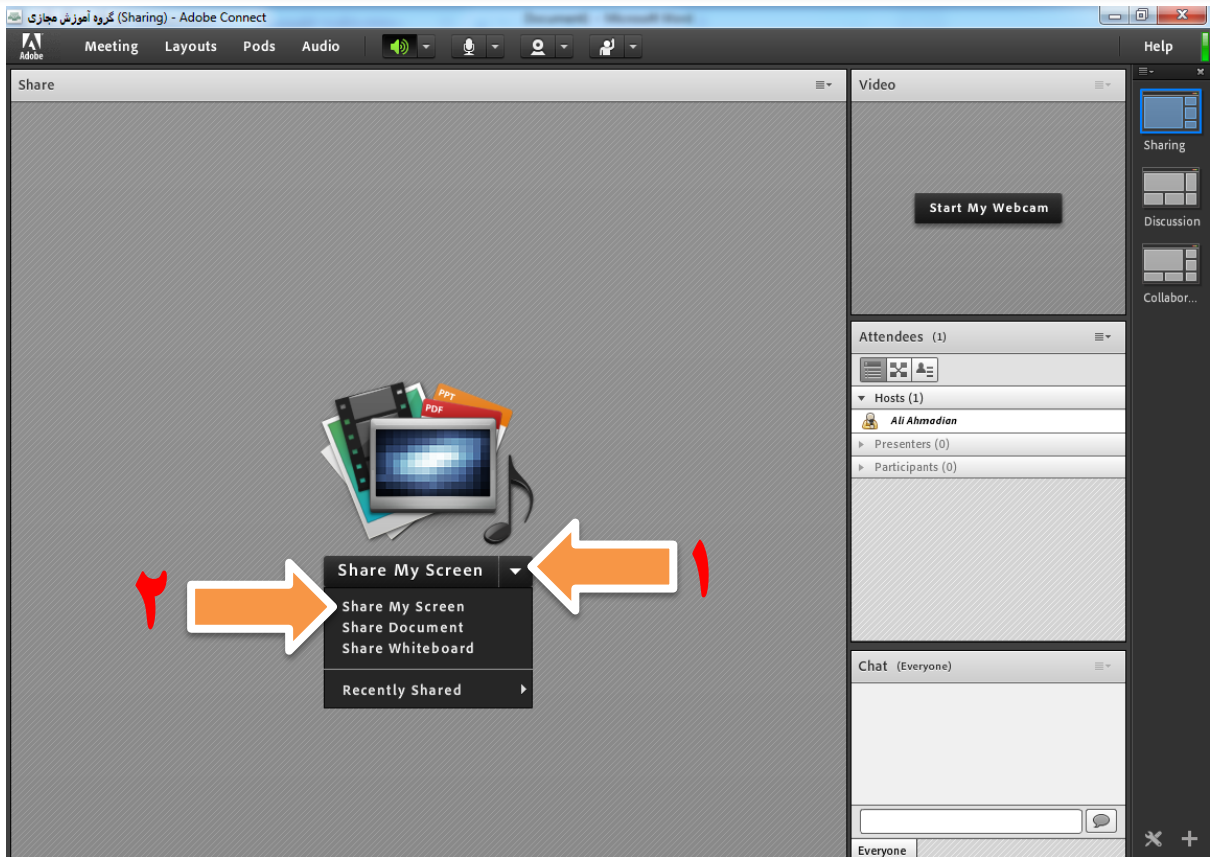 گروه آموزش مجازی (Sharing) - Adobe Connect
Adobe
Meeting Layouts Pods Audio Help
Share
Video
Sharing
Start My Webcam
Discussion
Collabor...
Attendees (1)
Hosts (1)
Ali Ahmadian
Presenters (0)
Participants (0)
PPT
PDF
Share My Screen
۱
۲
Share My Screen
Share Document
Share Whiteboard
Recently Shared
Chat (Everyone)
Everyone